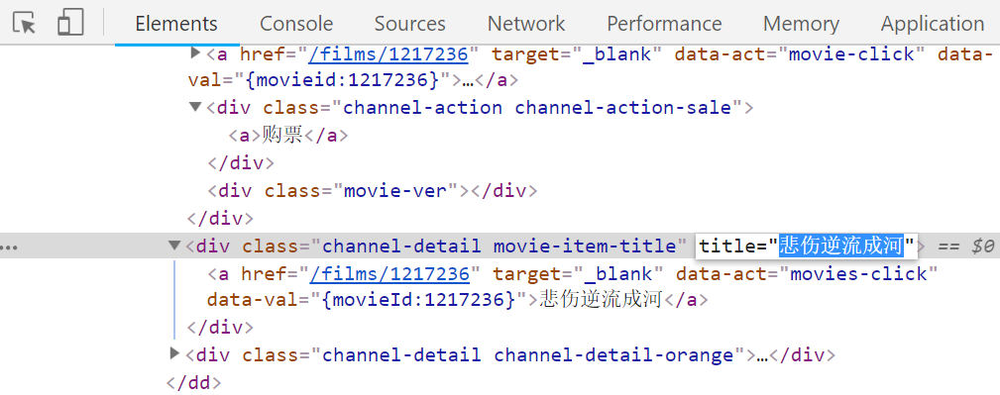 Elements Console Sources Network Performance Memory Application
<a href="/films/1217236" target="_blank" data-act="movie-click" data-
val="{movieid:1217236}">…</a>
<div class="channel-action channel-action-sale">
<a>购票</a>
</div>
<div class="movie-ver"></div>
</div>
... <div class="channel-detail movie-item-title" title="悲伤逆流成河"> == $0
<a href="/films/1217236" target="_blank" data-act="movies-click"
data-val="{movieId:1217236}">悲伤逆流成河</a>
</div>
<div class="channel-detail channel-detail-orange">…</div>
</dd>